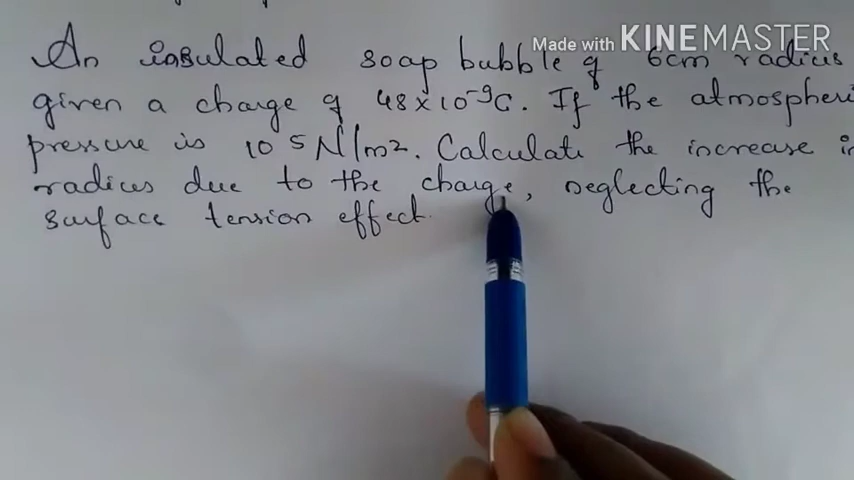 Made with KINEMASTER
An insulated soap bubble of 6cm radius
given a charge of 48×10⁻⁹C. If the atmospheri
pressure is 10⁵ N/m². Calculate the increase in
radius due to the charge, neglecting the
surface tension effect.